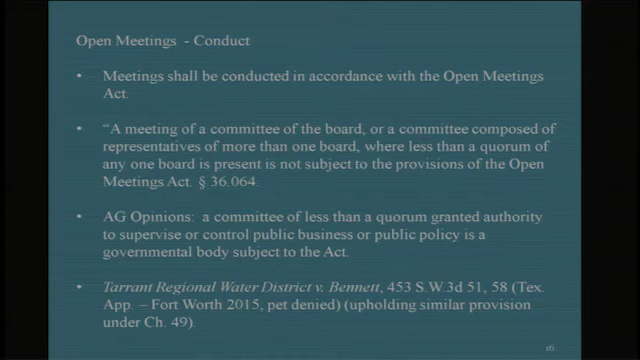 Open Meetings - Conduct
• Meetings shall be conducted in accordance with the Open Meetings
Act.
• “A meeting of a committee of the board, or a committee composed of
representatives of more than one board, where less than a quorum of
any one board is present is not subject to the provisions of the Open
Meetings Act. § 36.064.
• AG Opinions: a committee of less than a quorum granted authority
to supervise or control public business or public policy is a
governmental body subject to the Act.
• Tarrant Regional Water District v. Bennett, 453 S.W.3d 51, 58 (Tex.
App. – Fort Worth 2015, pet denied) (upholding similar provision
under Ch. 49).
16